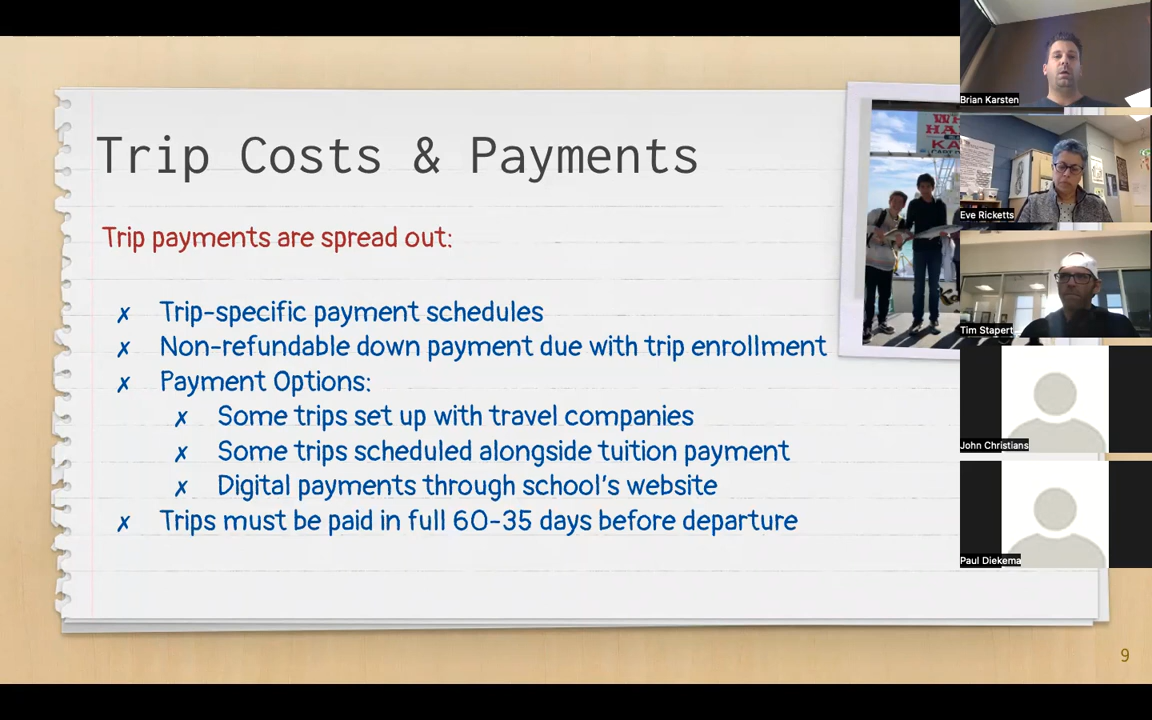 Trip Costs & Payments
Trip payments are spread out:
✗ Trip-specific payment schedules
✗ Non-refundable down payment due with trip enrollment
✗ Payment Options:
✗ Some trips set up with travel companies
✗ Some trips scheduled alongside tuition payment
✗ Digital payments through school's website
✗ Trips must be paid in full 60-35 days before departure
9
Brian Karsten
Eve Ricketts
Tim Stapert
John Christians
Paul Diekema